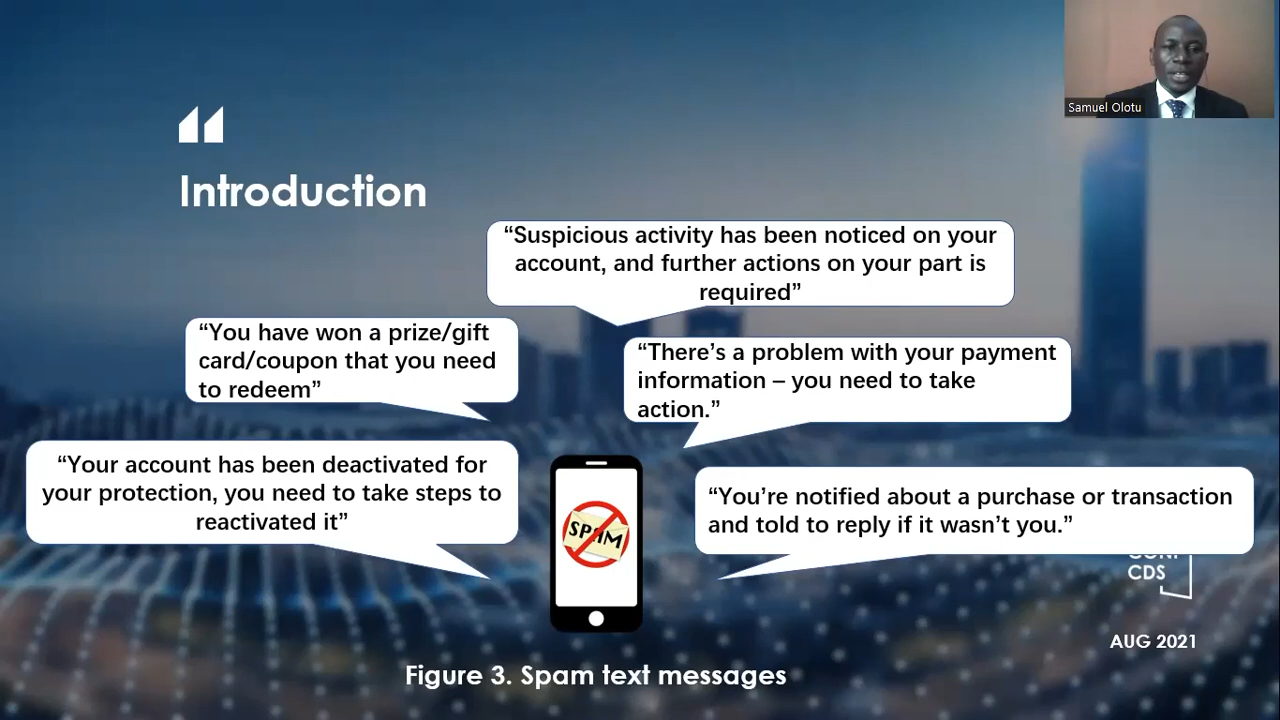 Samuel Olotu
“
Introduction
“Suspicious activity has been noticed on your
account, and further actions on your part is
required”
“You have won a prize/gift
card/coupon that you need
to redeem”
“There’s a problem with your payment
information – you need to take
action.”
“Your account has been deactivated for
your protection, you need to take steps to
reactivated it”
SPAM
“You’re notified about a purchase or transaction
and told to reply if it wasn’t you.”
CDS
AUG 2021
Figure 3. Spam text messages